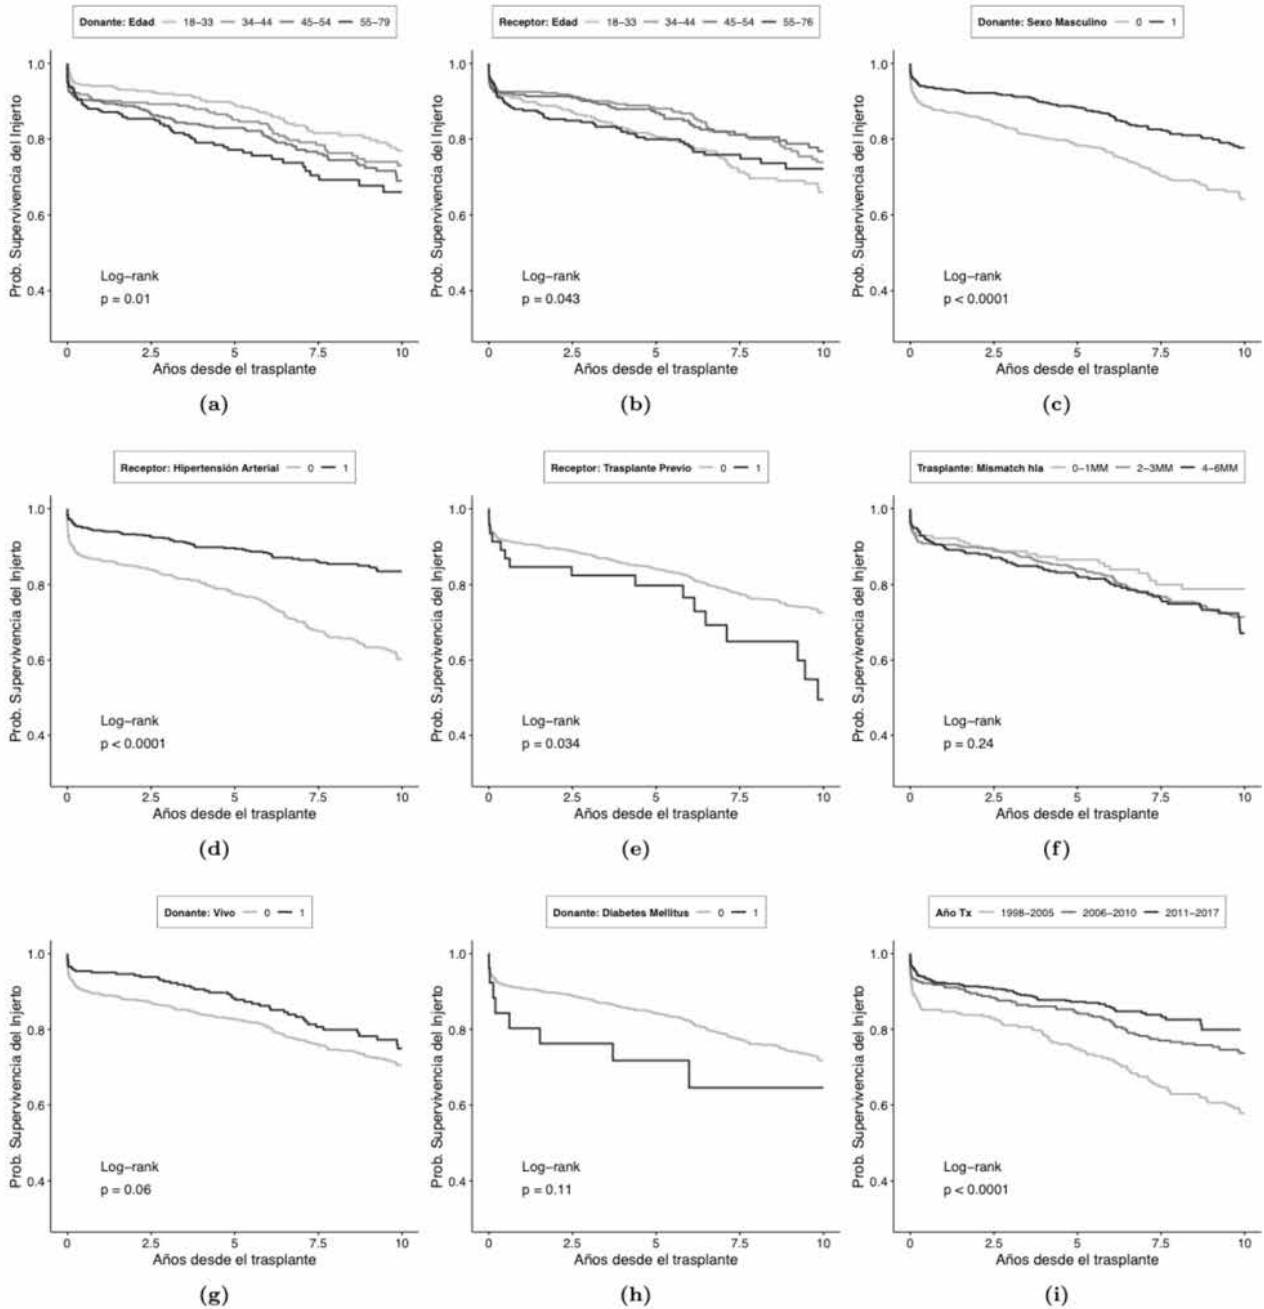 Donante: Edad 18–33 34–44 45–54 55–79
Prob. Supervivencia del Injerto
1.0
0.8
0.6
0.4
Log–rank
p = 0.01
0 2.5 5 7.5 10
Años desde el trasplante
(a)
Receptor: Edad 18–33 34–44 45–54 55–76
Prob. Supervivencia del Injerto
1.0
0.8
0.6
0.4
Log–rank
p = 0.043
0 2.5 5 7.5 10
Años desde el trasplante
(b)
Donante: Sexo Masculino 0 1
Prob. Supervivencia del Injerto
1.0
0.8
0.6
0.4
Log–rank
p < 0.0001
0 2.5 5 7.5 10
Años desde el trasplante
(c)
Receptor: Hipertensión Arterial 0 1
Prob. Supervivencia del Injerto
1.0
0.8
0.6
0.4
Log–rank
p < 0.0001
0 2.5 5 7.5 10
Años desde el trasplante
(d)
Receptor: Trasplante Previo 0 1
Prob. Supervivencia del Injerto
1.0
0.8
0.6
0.4
Log–rank
p = 0.034
0 2.5 5 7.5 10
Años desde el trasplante
(e)
Trasplante: Mismatch hla 0–1MM 2–3MM 4–6MM
Prob. Supervivencia del Injerto
1.0
0.8
0.6
0.4
Log–rank
p = 0.24
0 2.5 5 7.5 10
Años desde el trasplante
(f)
Donante: Vivo 0 1
Prob. Supervivencia del Injerto
1.0
0.8
0.6
0.4
Log–rank
p = 0.06
0 2.5 5 7.5 10
Años desde el trasplante
(g)
Donante: Diabetes Mellitus 0 1
Prob. Supervivencia del Injerto
1.0
0.8
0.6
0.4
Log–rank
p = 0.11
0 2.5 5 7.5 10
Años desde el trasplante
(h)
Año Tx 1998–2005 2006–2010 2011–2017
Prob. Supervivencia del Injerto
1.0
0.8
0.6
0.4
Log–rank
p < 0.0001
0 2.5 5 7.5 10
Años desde el trasplante
(i)